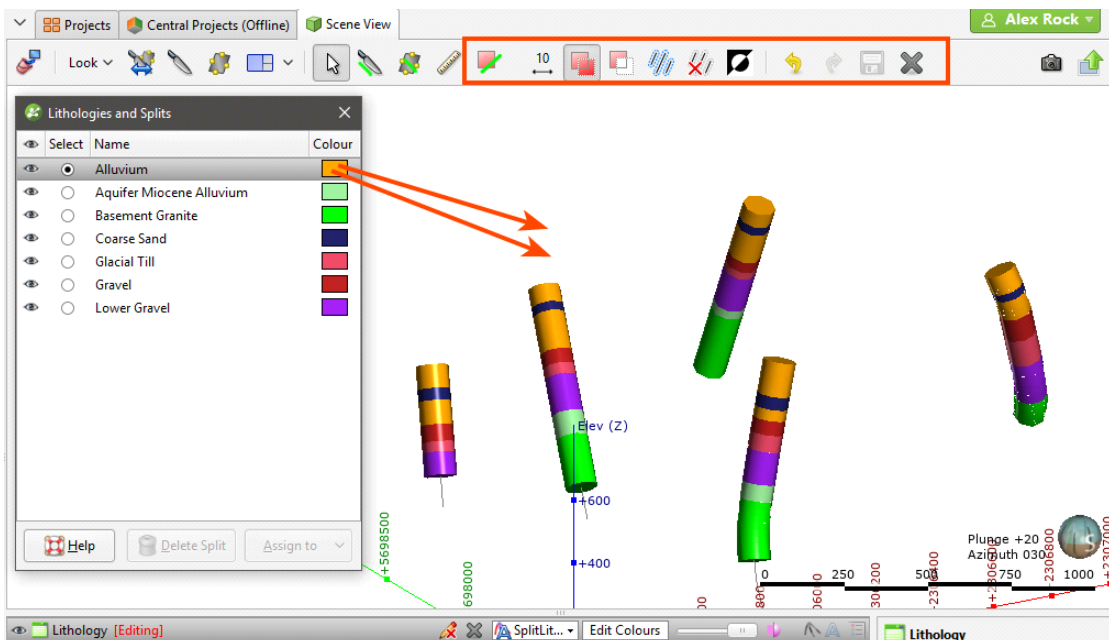 Projects
Central Projects (Offline)
Scene View
Alex Rock
Look
10
Lithologies and Splits
Select Name Colour
Alluvium
Aquifer Miocene Alluvium
Basement Granite
Coarse Sand
Glacial Till
Gravel
Lower Gravel
Help
Delete Split
Assign to
Elev (Z)
+600
+400
+5698500
698000
Plunge +20
Azimuth 030
0 250 500 750 1000
2306800
Lithology [Editing]
SplitLit...
Edit Colours
Lithology